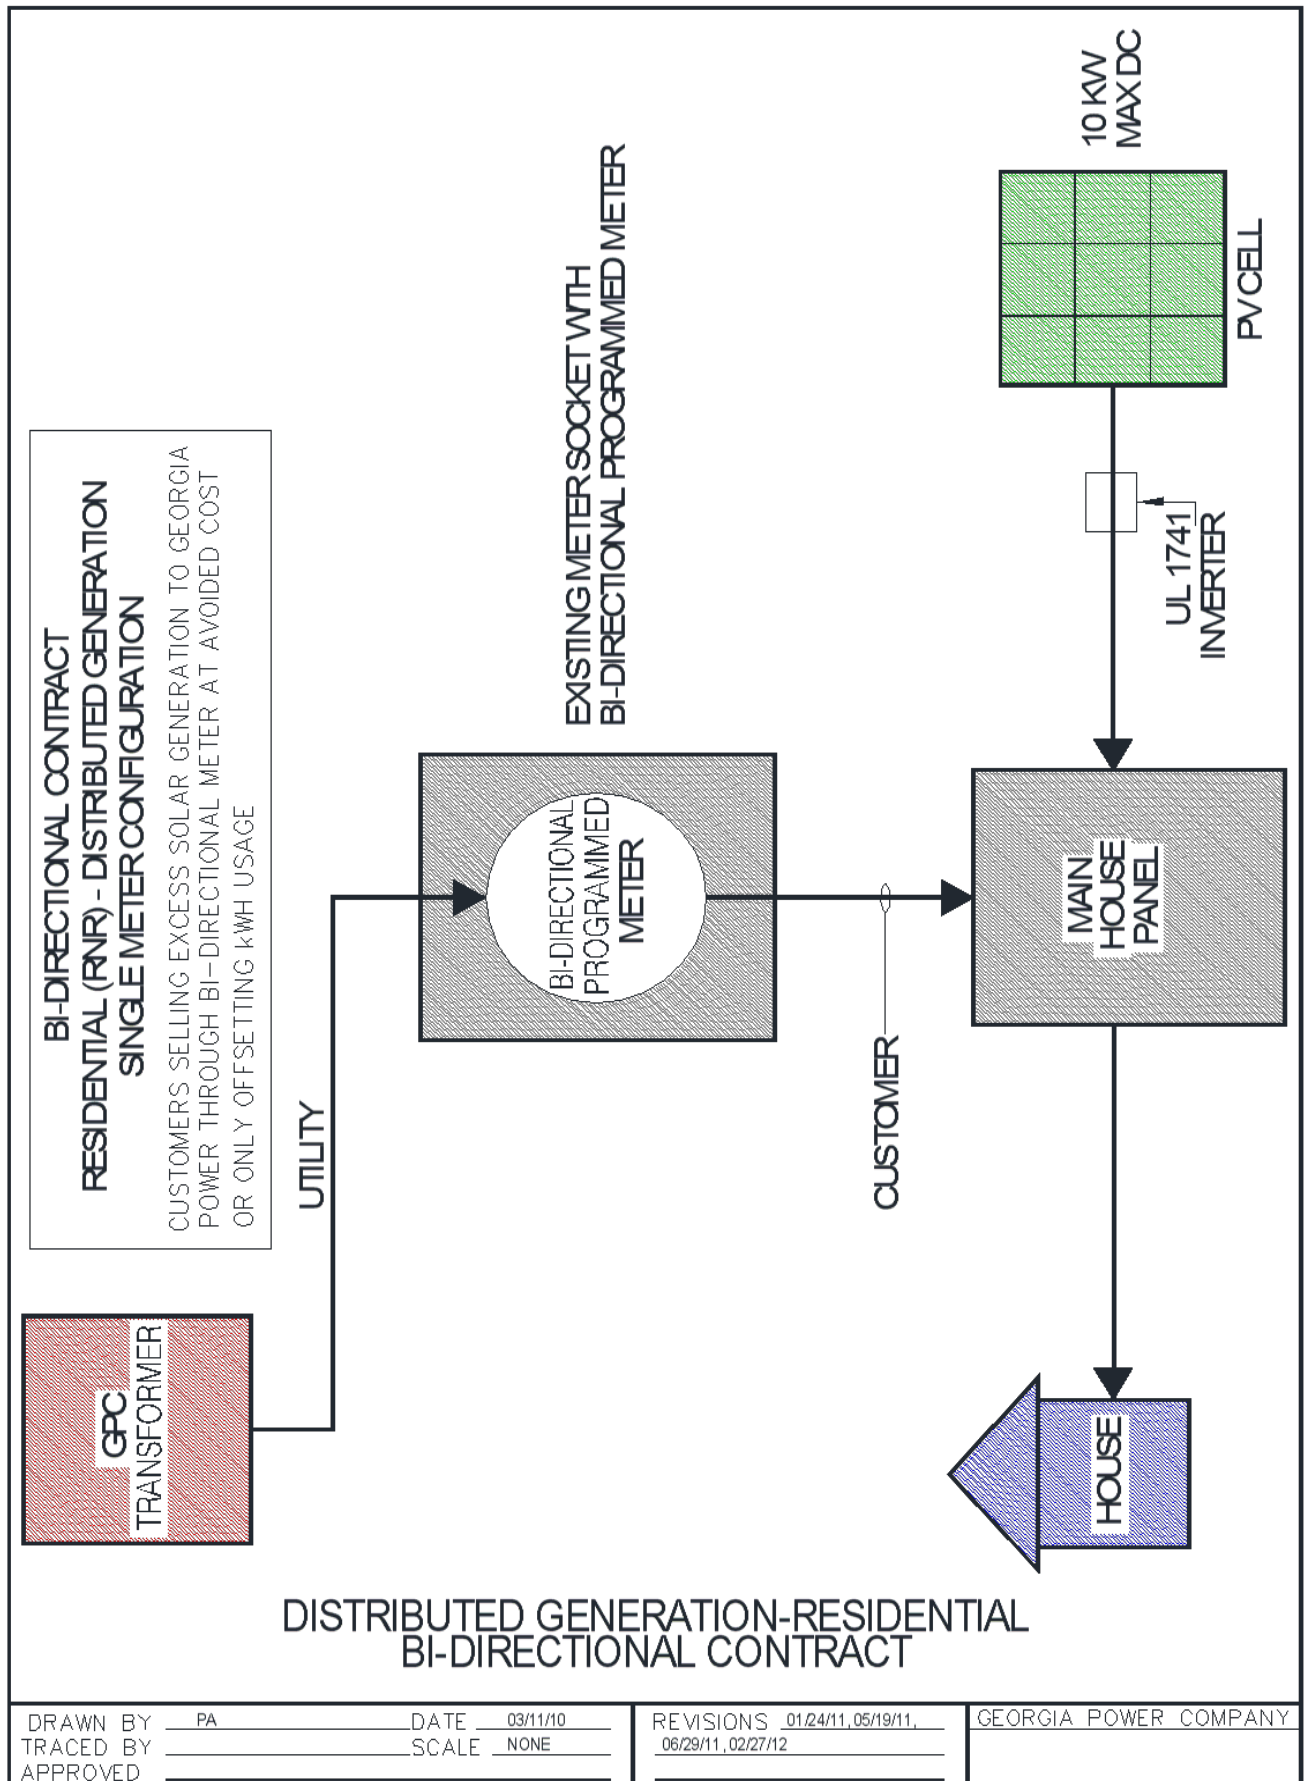 BI-DIRECTIONAL CONTRACT
RESIDENTIAL (RNR) - DISTRIBUTED GENERATION
SINGLE METER CONFIGURATION
CUSTOMERS SELLING EXCESS SOLAR GENERATION TO GEORGIA
POWER THROUGH BI-DIRECTIONAL METER AT AVOIDED COST
OR ONLY OFFSETTING kWH USAGE
GPC
TRANSFORMER
UTILITY
BI-DIRECTIONAL
PROGRAMMED
METER
EXISTING METER SOCKET WITH
BI-DIRECTIONAL PROGRAMMED METER
CUSTOMER
MAIN
HOUSE
PANEL
HOUSE
UL 1741
INVERTER
10 KW
MAX DC
PV CELL
DISTRIBUTED GENERATION-RESIDENTIAL
BI-DIRECTIONAL CONTRACT
DRAWN BY PA DATE 03/11/10
TRACED BY SCALE NONE
APPROVED
REVISIONS 01/24/11, 05/19/11,
06/29/11, 02/27/12
GEORGIA POWER COMPANY